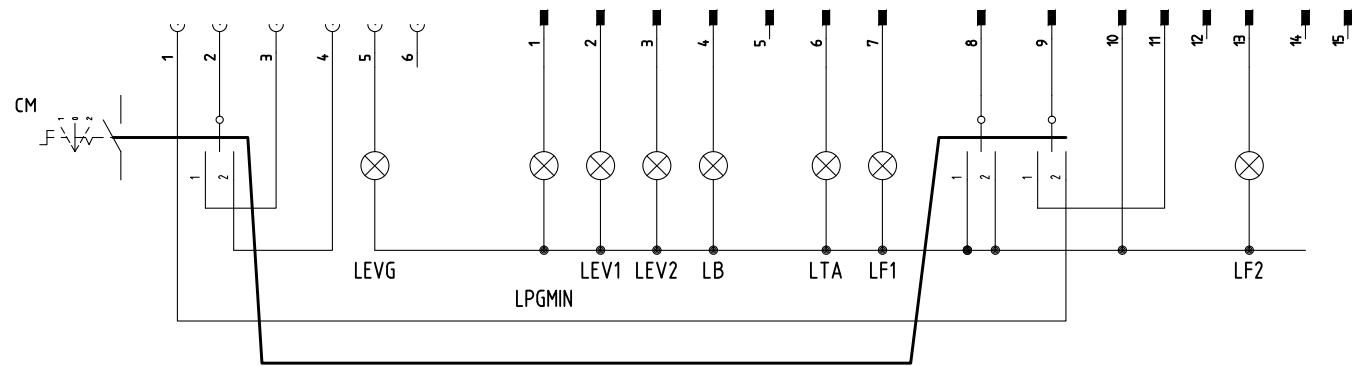 1 2 3 4 5 6 1 2 3 4 5 6 7 8 9 10 11 12 13 14 15
CM
1 0 2
1 2 1 2 1 2
LEVG LEV1 LEV2 LB LTA LF1 LF2
LPGMIN